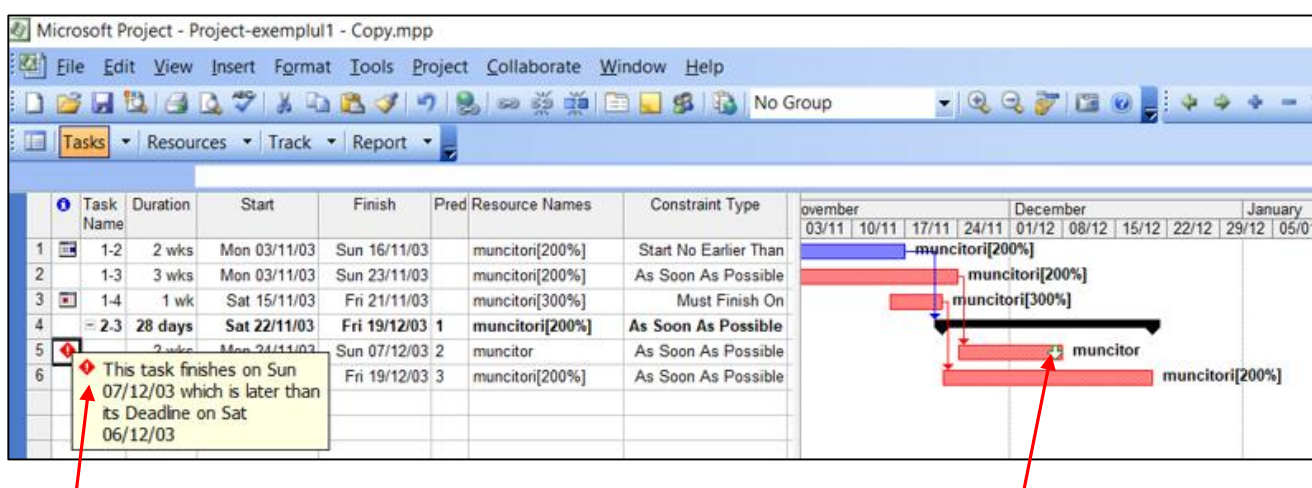 Microsoft Project - Project-exemplul1 - Copy.mpp
File Edit View Insert Format Tools Project Collaborate Window Help
No Group
Tasks Resources Track Report
Task Name Duration Start Finish Pred Resource Names Constraint Type
ovember December January
03/11 10/11 17/11 24/11 01/12 08/12 15/12 22/12 29/12 05/0
1 1-2 2 wks Mon 03/11/03 Sun 16/11/03 muncitori[200%] Start No Earlier Than muncitori[200%]
2 1-3 3 wks Mon 03/11/03 Sun 23/11/03 muncitori[200%] As Soon As Possible muncitori[200%]
3 1-4 1 wk Sat 15/11/03 Fri 21/11/03 muncitori[300%] Must Finish On muncitori[300%]
4 2-3 28 days Sat 22/11/03 Fri 19/12/03 1 muncitori[200%] As Soon As Possible
5 2 wks Mon 24/11/03 Sun 07/12/03 2 muncitor As Soon As Possible muncitor
6 Fri 19/12/03 3 muncitori[200%] As Soon As Possible muncitori[200%]
This task finishes on Sun
07/12/03 which is later than
its Deadline on Sat
06/12/03